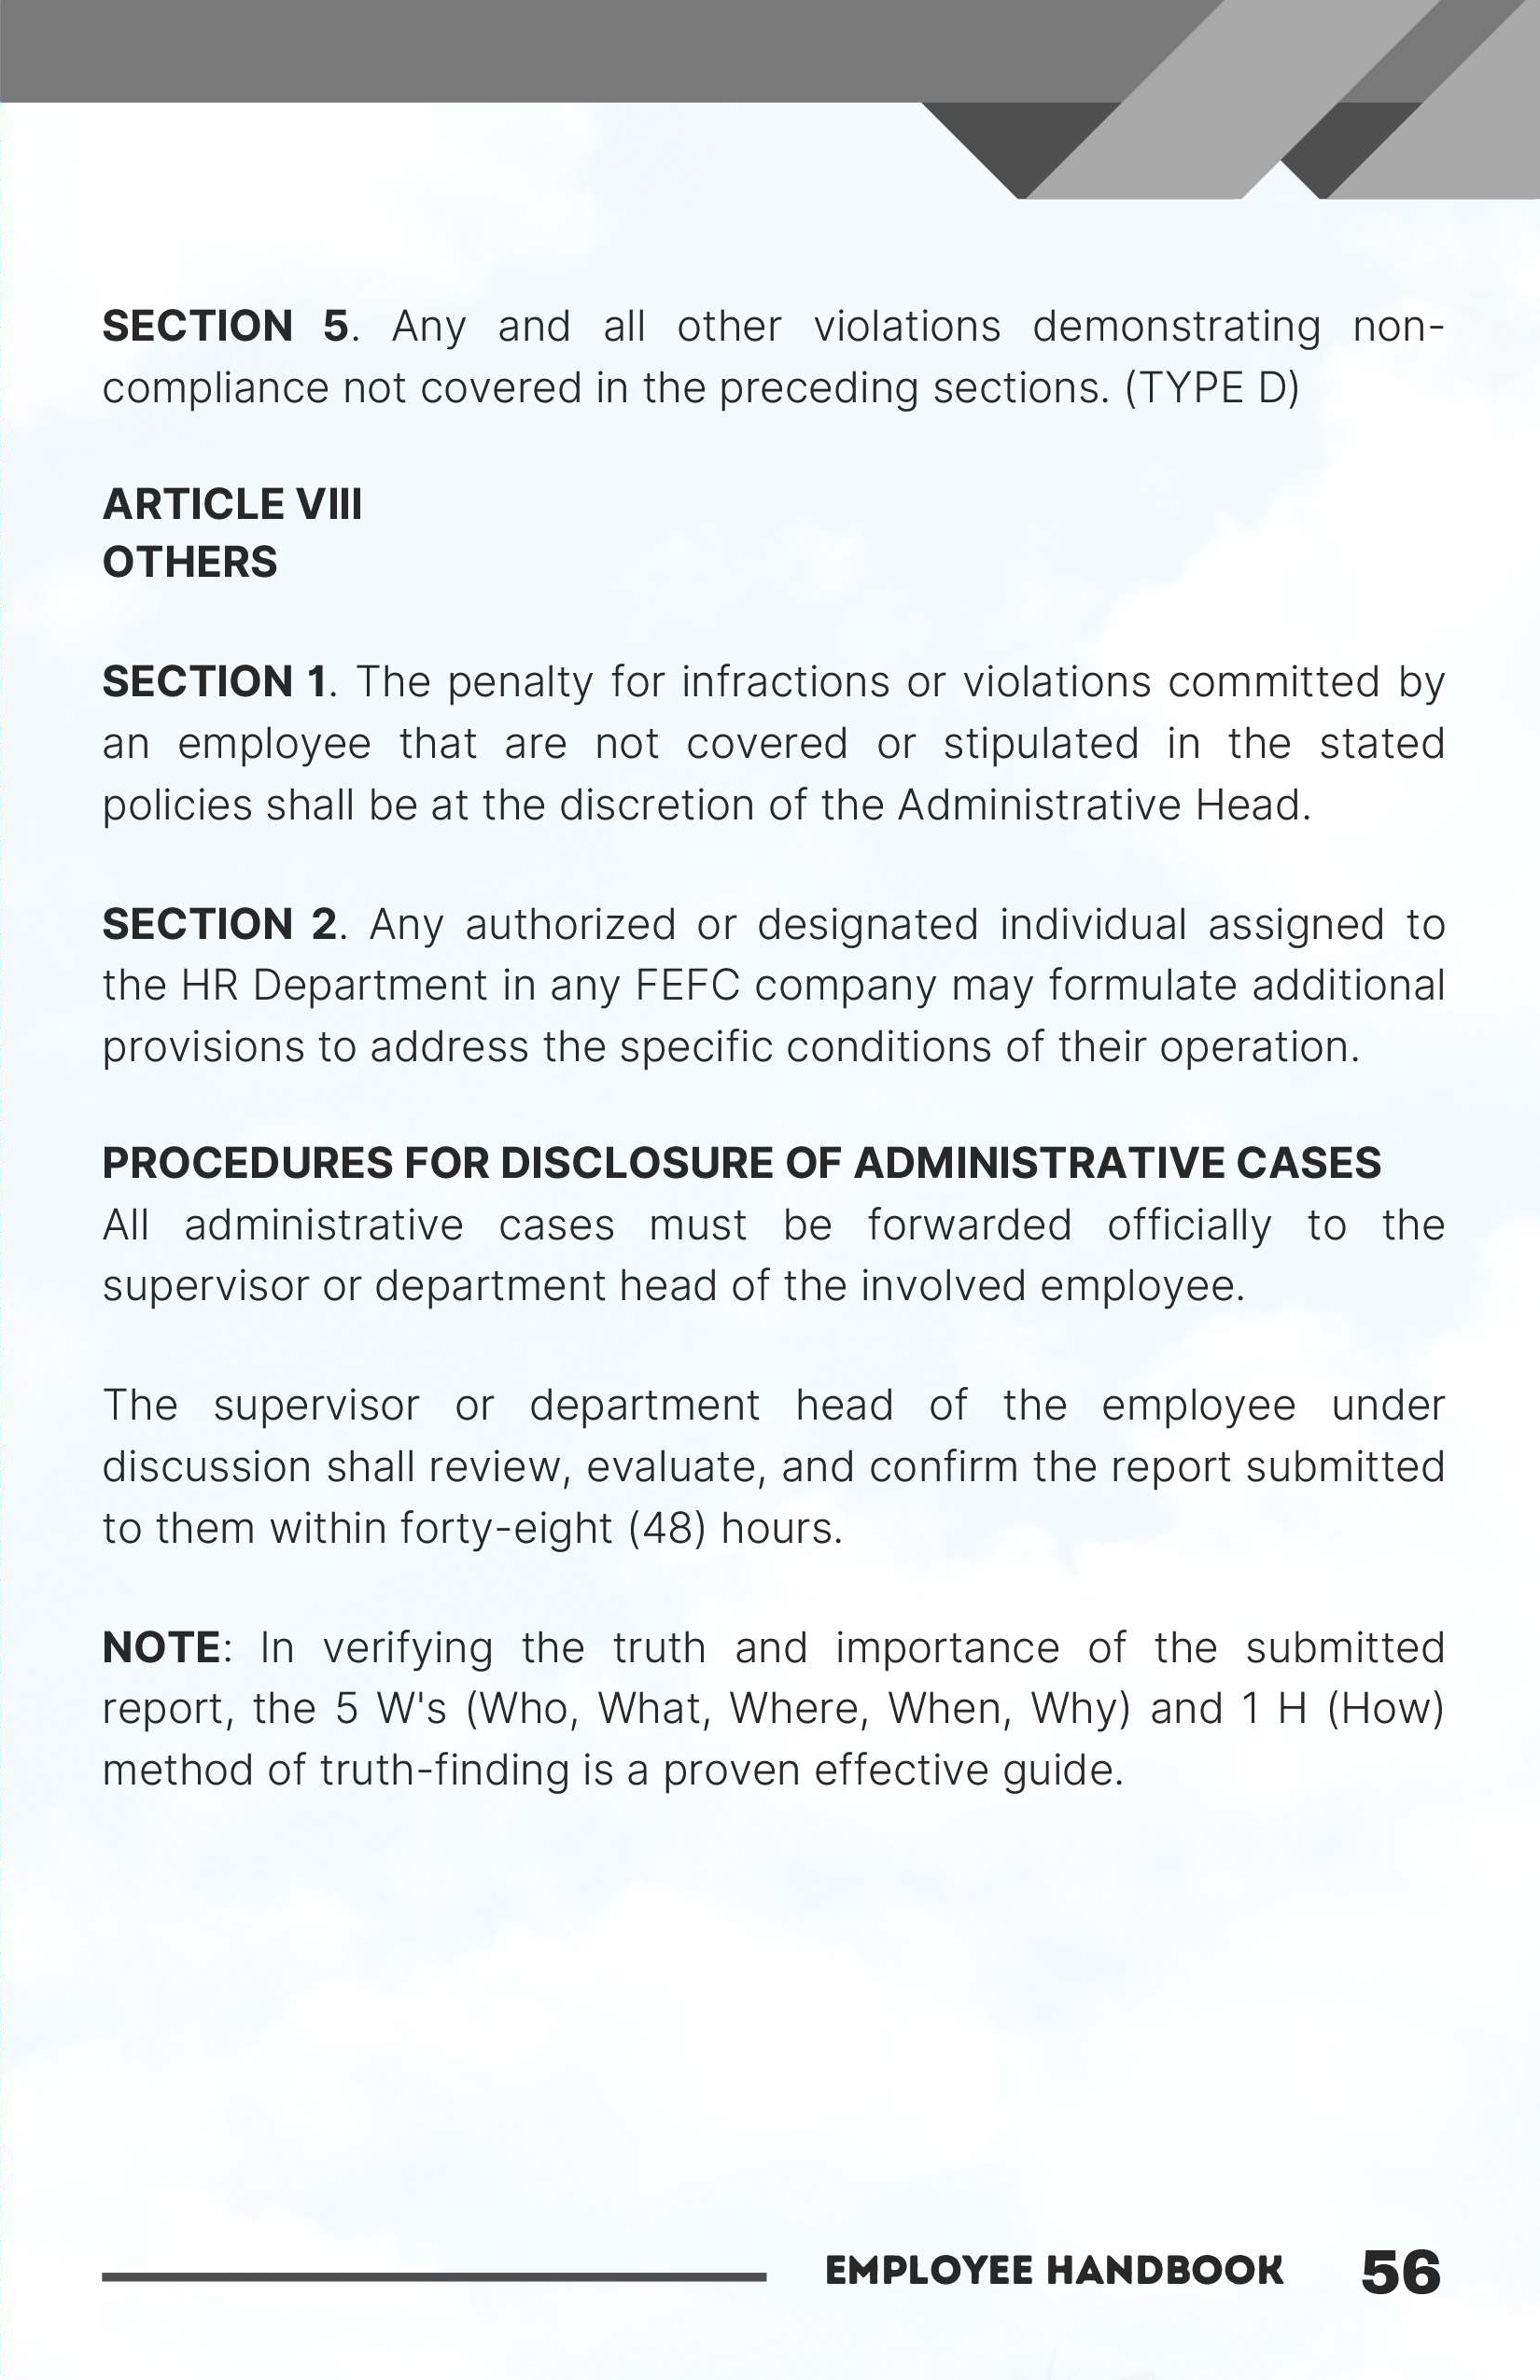 SECTION 5. Any and all other violations demonstrating non-
compliance not covered in the preceding sections. (TYPE D)
ARTICLE VIII
OTHERS
SECTION 1. The penalty for infractions or violations committed by
an employee that are not covered or stipulated in the stated
policies shall be at the discretion of the Administrative Head.
SECTION 2. Any authorized or designated individual assigned to
the HR Department in any FEFC company may formulate additional
provisions to address the specific conditions of their operation.
PROCEDURES FOR DISCLOSURE OF ADMINISTRATIVE CASES
All administrative cases must be forwarded officially to the
supervisor or department head of the involved employee.
The supervisor or department head of the employee under
discussion shall review, evaluate, and confirm the report submitted
to them within forty-eight (48) hours.
NOTE: In verifying the truth and importance of the submitted
report, the 5 W's (Who, What, Where, When, Why) and 1 H (How)
method of truth-finding is a proven effective guide.
EMPLOYEE HANDBOOK 56